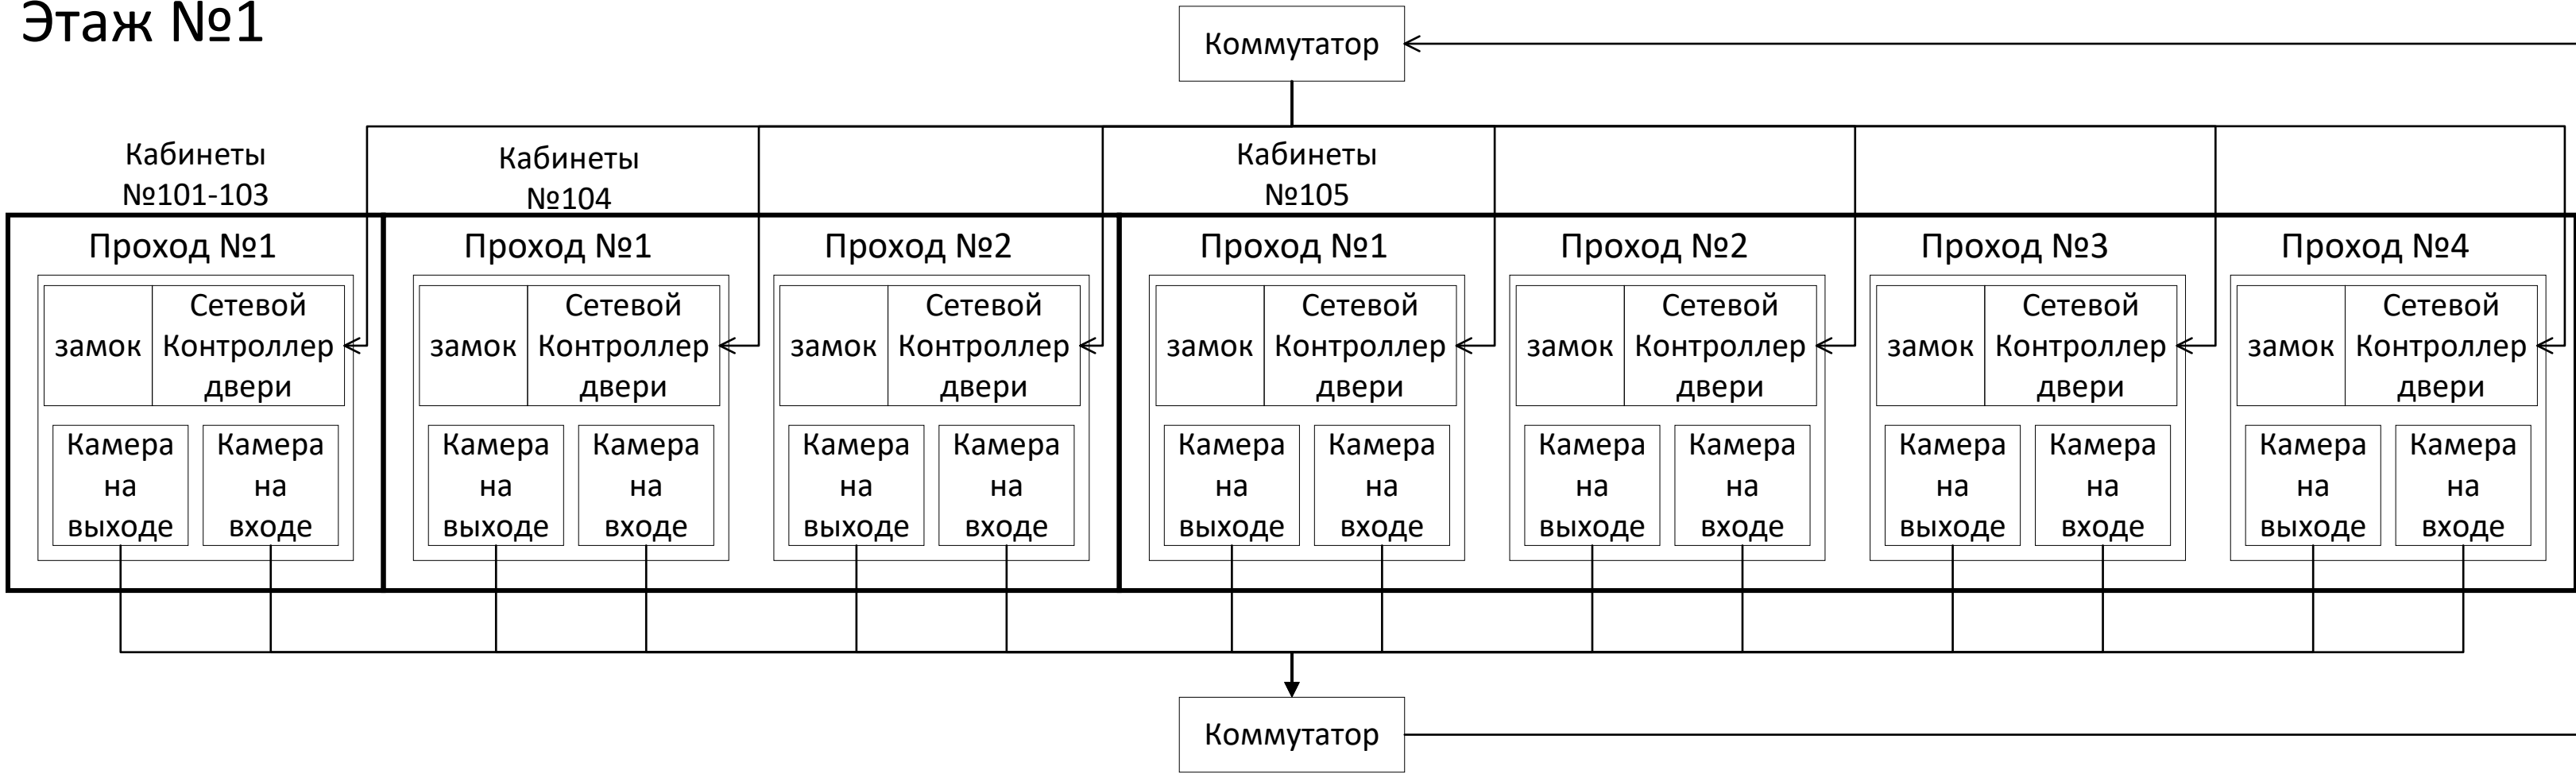 Этаж №1
Коммутатор
Кабинеты
№101-103
Кабинеты
№104
Кабинеты
№105
Проход №1
замок
Сетевой
Контроллер
двери
Камера
на
выходе
Камера
на
входе
Проход №1
замок
Сетевой
Контроллер
двери
Камера
на
выходе
Камера
на
входе
Проход №2
замок
Сетевой
Контроллер
двери
Камера
на
выходе
Камера
на
входе
Проход №1
замок
Сетевой
Контроллер
двери
Камера
на
выходе
Камера
на
входе
Проход №2
замок
Сетевой
Контроллер
двери
Камера
на
выходе
Камера
на
входе
Проход №3
замок
Сетевой
Контроллер
двери
Камера
на
выходе
Камера
на
входе
Проход №4
замок
Сетевой
Контроллер
двери
Камера
на
выходе
Камера
на
входе
Коммутатор